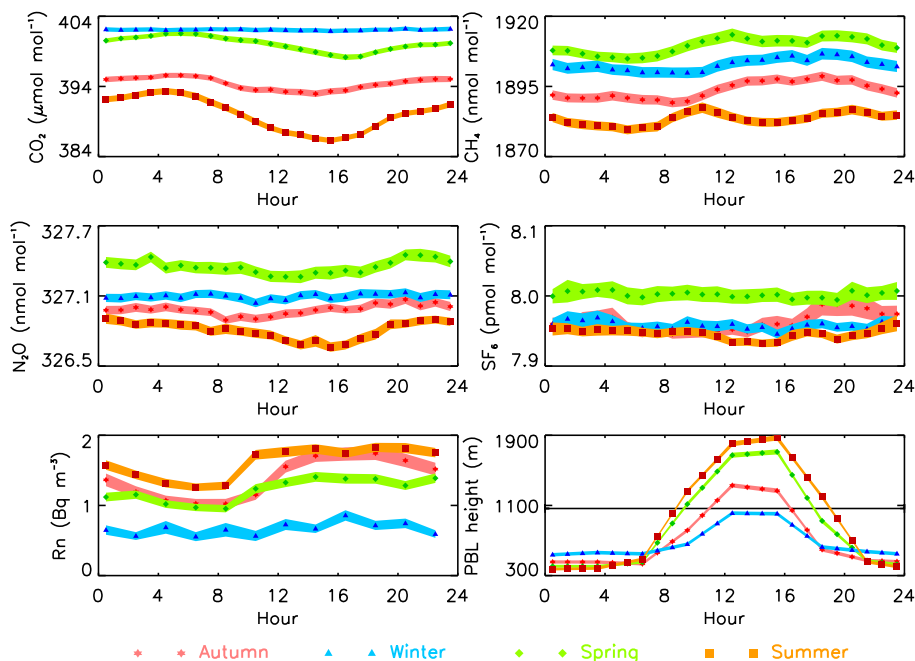 404
394
384
CO₂ (μmol mol⁻¹)
0 4 8 12 16 20 24
Hour
1920
1895
1870
CH₄ (nmol mol⁻¹)
0 4 8 12 16 20 24
Hour
327.7
327.1
326.5
N₂O (nmol mol⁻¹)
0 4 8 12 16 20 24
Hour
8.1
8.0
7.9
SF₆ (pmol mol⁻¹)
0 4 8 12 16 20 24
Hour
2
1
0
Rn (Bq m⁻³)
0 4 8 12 16 20 24
Hour
1900
1100
300
PBL height (m)
0 4 8 12 16 20 24
Hour
Autumn Winter Spring Summer